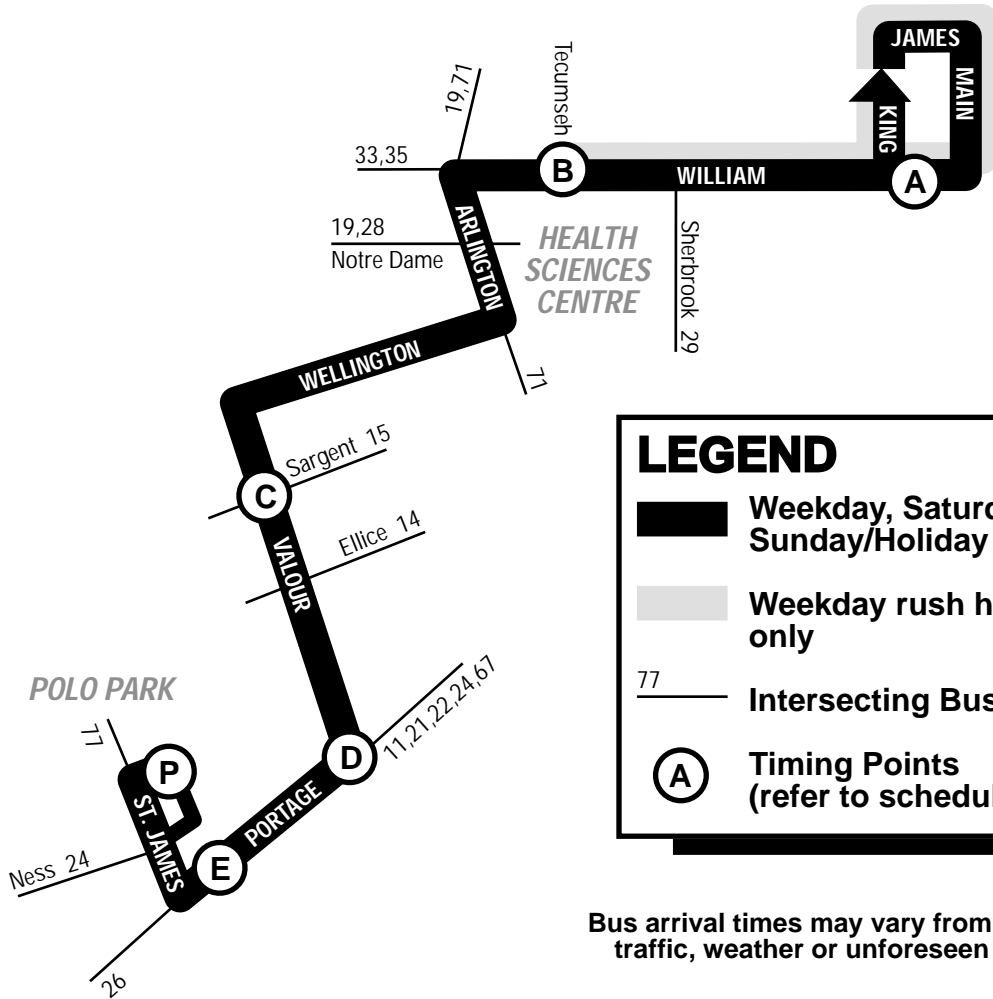 JAMES
MAIN
KING
Tecumseh
19,71
33,35
B
WILLIAM
A
ARLINGTON
19,28
Notre Dame
HEALTH
SCIENCES
CENTRE
Sherbrook 29
WELLINGTON
71
Sargent 15
C
VALOUR
Ellice 14
POLO PARK
77
P
D
11,21,22,24,67
ST. JAMES
PORTAGE
E
Ness 24
26
LEGEND
Weekday,
Sunday/Holiday
Weekday rush
only
77
Intersecting
A
Timing Points
(refer to
Bus arrival times may vary from
traffic, weather or unforeseen